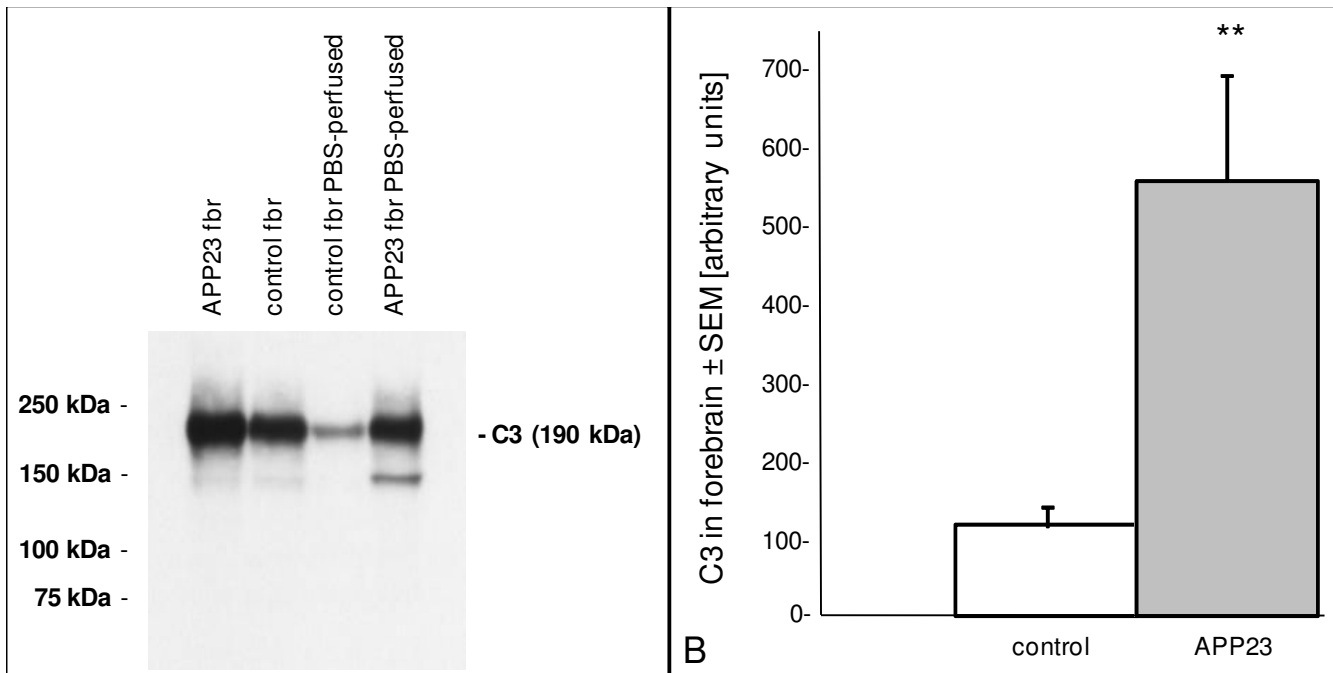 APP23 fbr
control fbr
control fbr PBS-perfused
APP23 fbr PBS-perfused
250 kDa -
- C3 (190 kDa)
150 kDa -
100 kDa -
75 kDa -
C3 in forebrain ± SEM [arbitrary units]
**
700-
600-
500-
400-
300-
200-
100-
0-
B
control
APP23